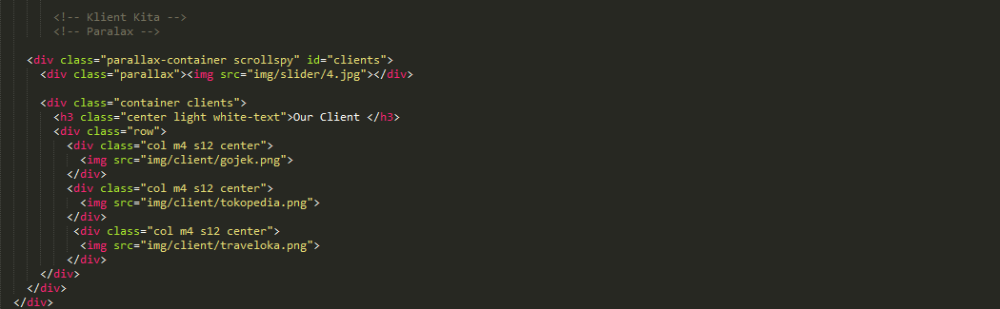 <!-- Klient Kita -->
<!-- Paralax -->
<div class="parallax-container scrollspy" id="clients">
<div class="parallax"><img src="img/slider/4.jpg"></div>
<div class="container clients">
<h3 class="center light white-text">Our Client </h3>
<div class="row">
<div class="col m4 s12 center">
<img src="img/client/gojek.png">
</div>
<div class="col m4 s12 center">
<img src="img/client/tokopedia.png">
</div>
<div class="col m4 s12 center">
<img src="img/client/traveloka.png">
</div>
</div>
</div>
</div>